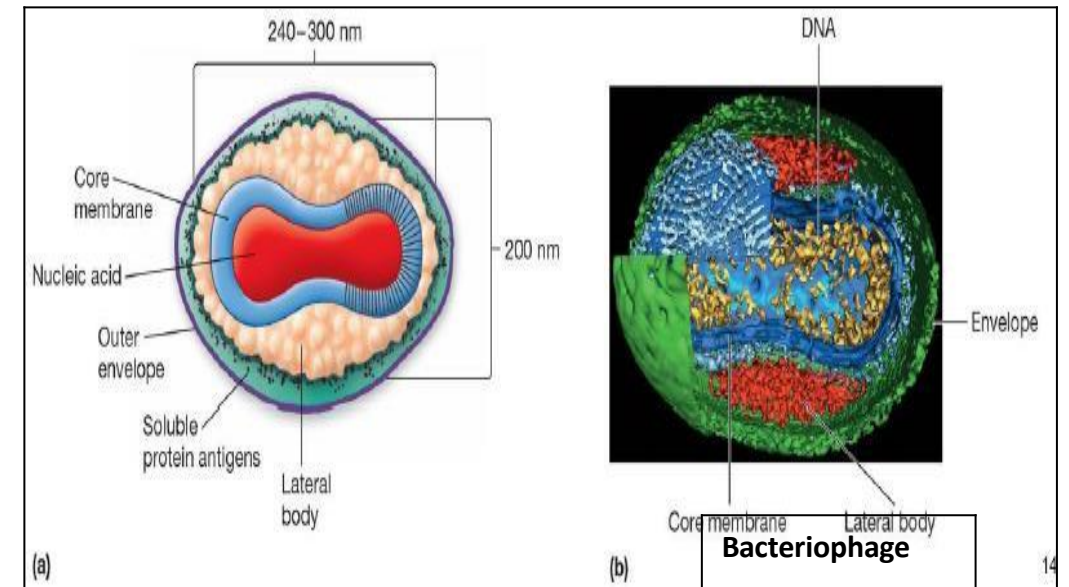 240–300 nm
Core
membrane
Nucleic acid
Outer
envelope
Soluble
protein antigens
Lateral
body
200 nm
(a)
DNA
Envelope
Core membrane
Lateral body
(b)
Bacteriophage
14